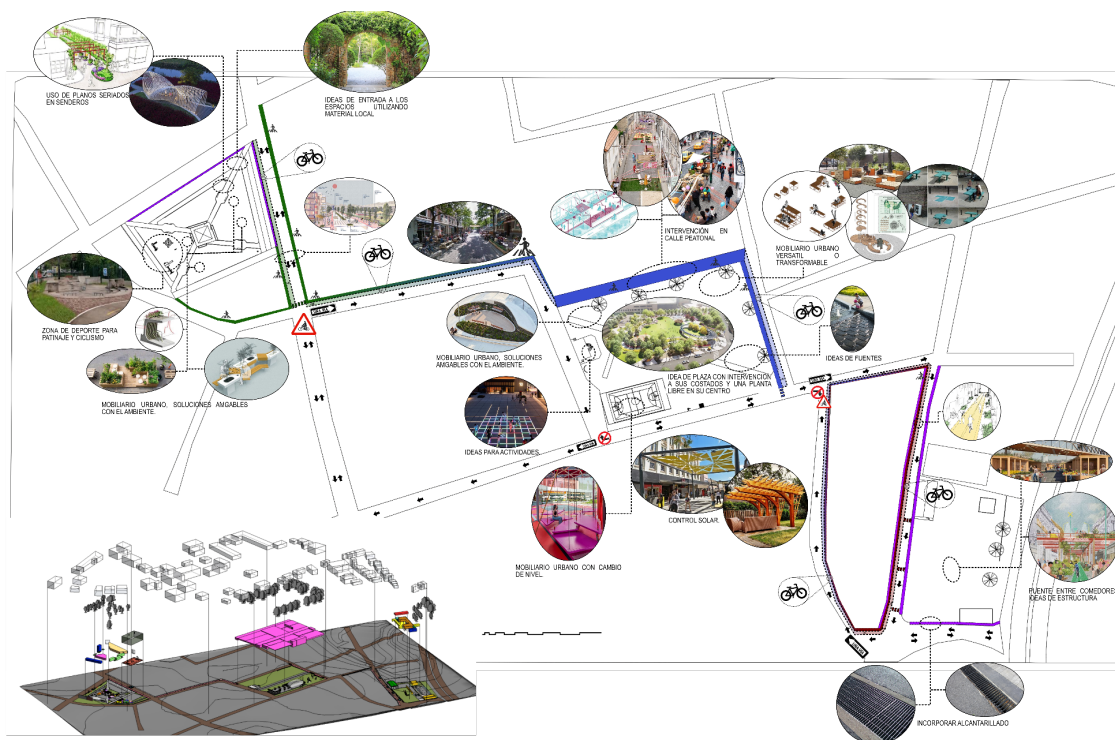 USO DE PLANOS SERIADOS
EN SENDEROS
IDEAS DE ENTRADA A LOS
ESPACIOS UTILIZANDO
MATERIAL LOCAL
INTERVENCIÓN EN
CALLE PEATONAL
MOBILIARIO URBANO
VERSATIL O
TRANSFORMABLE
ZONA DE DEPORTE PARA
PATINAJE Y CICLISMO
MOBILIARIO URBANO, SOLUCIONES
AMIGABLES CON EL AMBIENTE.
IDEAS DE FUENTES
IDEA DE PLAZA CON INTERVENCIÓN
A SUS COSTADOS Y UNA PLANTA
LIBRE EN SU CENTRO
MOBILIARIO URBANO, SOLUCIONES AMIGABLES
CON EL AMBIENTE.
IDEAS PARA ACTIVIDADES.
CONTROL SOLAR.
MOBILIARIO URBANO CON CAMBIO
DE NIVEL.
PUENTE ENTRE COMEDORES
IDEAS DE ESTRUCTURA
INCORPORAR ALCANTARILLADO